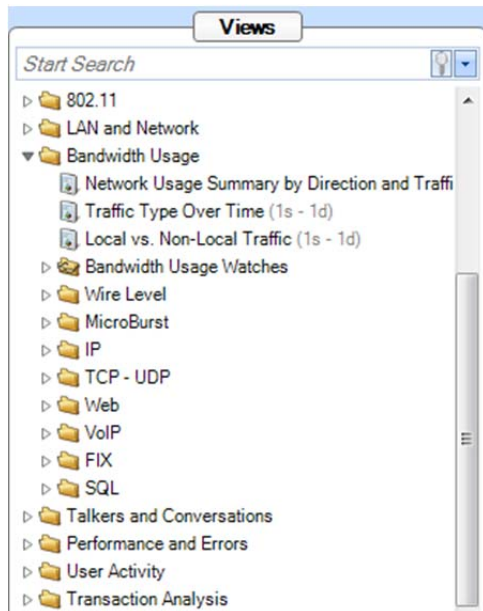 Views
Start Search
802.11
LAN and Network
Bandwidth Usage
Network Usage Summary by Direction and Traffi
Traffic Type Over Time (1s - 1d)
Local vs. Non-Local Traffic (1s - 1d)
Bandwidth Usage Watches
Wire Level
MicroBurst
IP
TCP - UDP
Web
VoIP
FIX
SQL
Talkers and Conversations
Performance and Errors
User Activity
Transaction Analysis